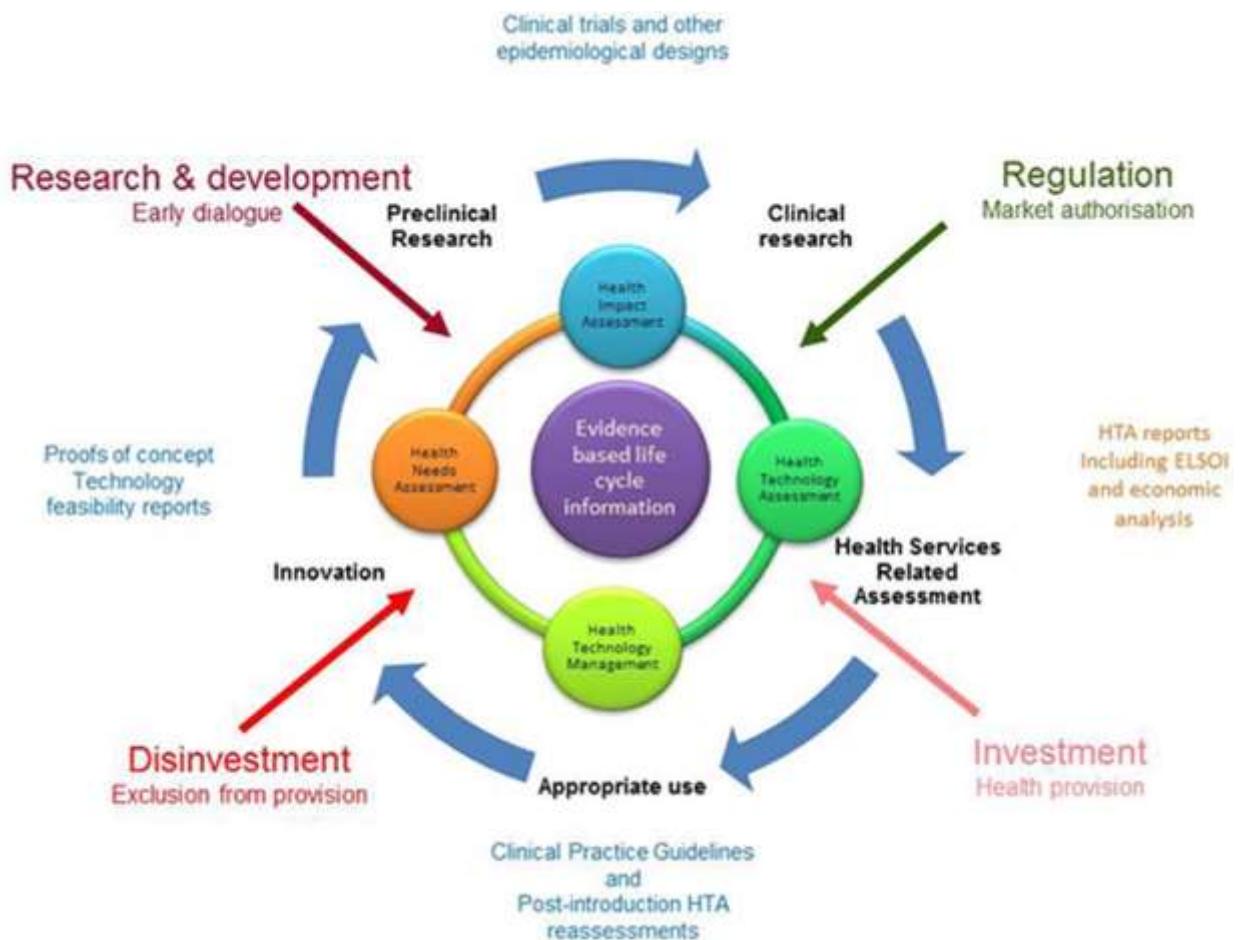 Clinical trials and other
epidemiological designs
Research & development
Early dialogue
Regulation
Market authorisation
Preclinical
Research
Clinical
research
Health
Impact
Assessment
Proofs of concept
Technology
feasibility reports
Health
Needs
Assessment
Evidence
based life
cycle
information
Health
Technology
Assessment
HTA reports
Including ELSOI
and economic
analysis
Innovation
Health Services
Related
Assessment
Health
Technology
Management
Disinvestment
Exclusion from provision
Appropriate use
Investment
Health provision
Clinical Practice Guidelines
and
Post-introduction HTA
reassessments